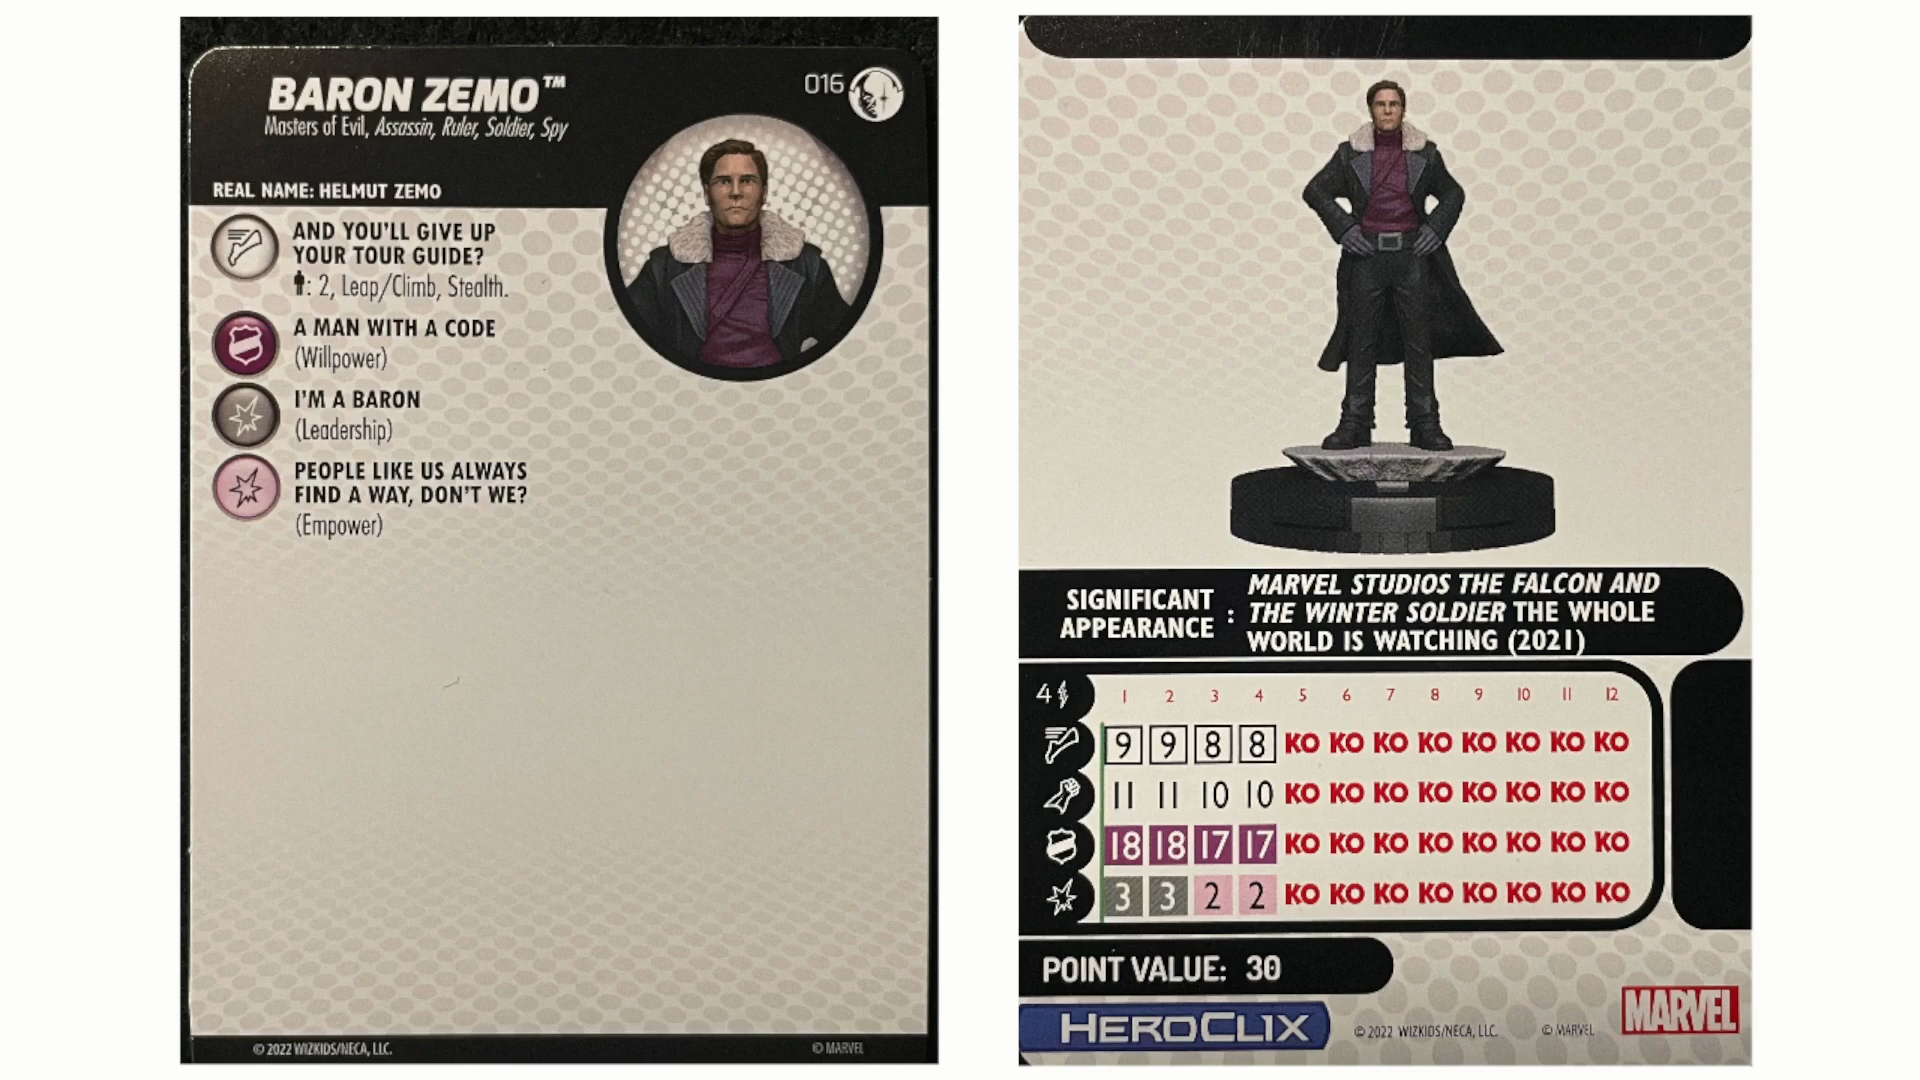 BARON ZEMO™
016
Masters of Evil, Assassin, Ruler, Soldier, Spy
REAL NAME: HELMUT ZEMO
AND YOU'LL GIVE UP
YOUR TOUR GUIDE?
: 2, Leap/Climb, Stealth.
A MAN WITH A CODE
(Willpower)
I'M A BARON
(Leadership)
PEOPLE LIKE US ALWAYS
FIND A WAY, DON'T WE?
(Empower)
© 2022 WIZKIDS/NECA, LLC.
© MARVEL
SIGNIFICANT
APPEARANCE :
MARVEL STUDIOS THE FALCON AND
THE WINTER SOLDIER THE WHOLE
WORLD IS WATCHING (2021)
4 1 2 3 4 5 6 7 8 9 10 11 12
9 9 8 8 KO KO KO KO KO KO KO KO
11 11 10 10 KO KO KO KO KO KO KO KO
18 18 17 17 KO KO KO KO KO KO KO KO
3 3 2 2 KO KO KO KO KO KO KO KO
POINT VALUE: 30
HEROCLIX
© 2022 WIZKIDS/NECA, LLC.
© MARVEL
MARVEL